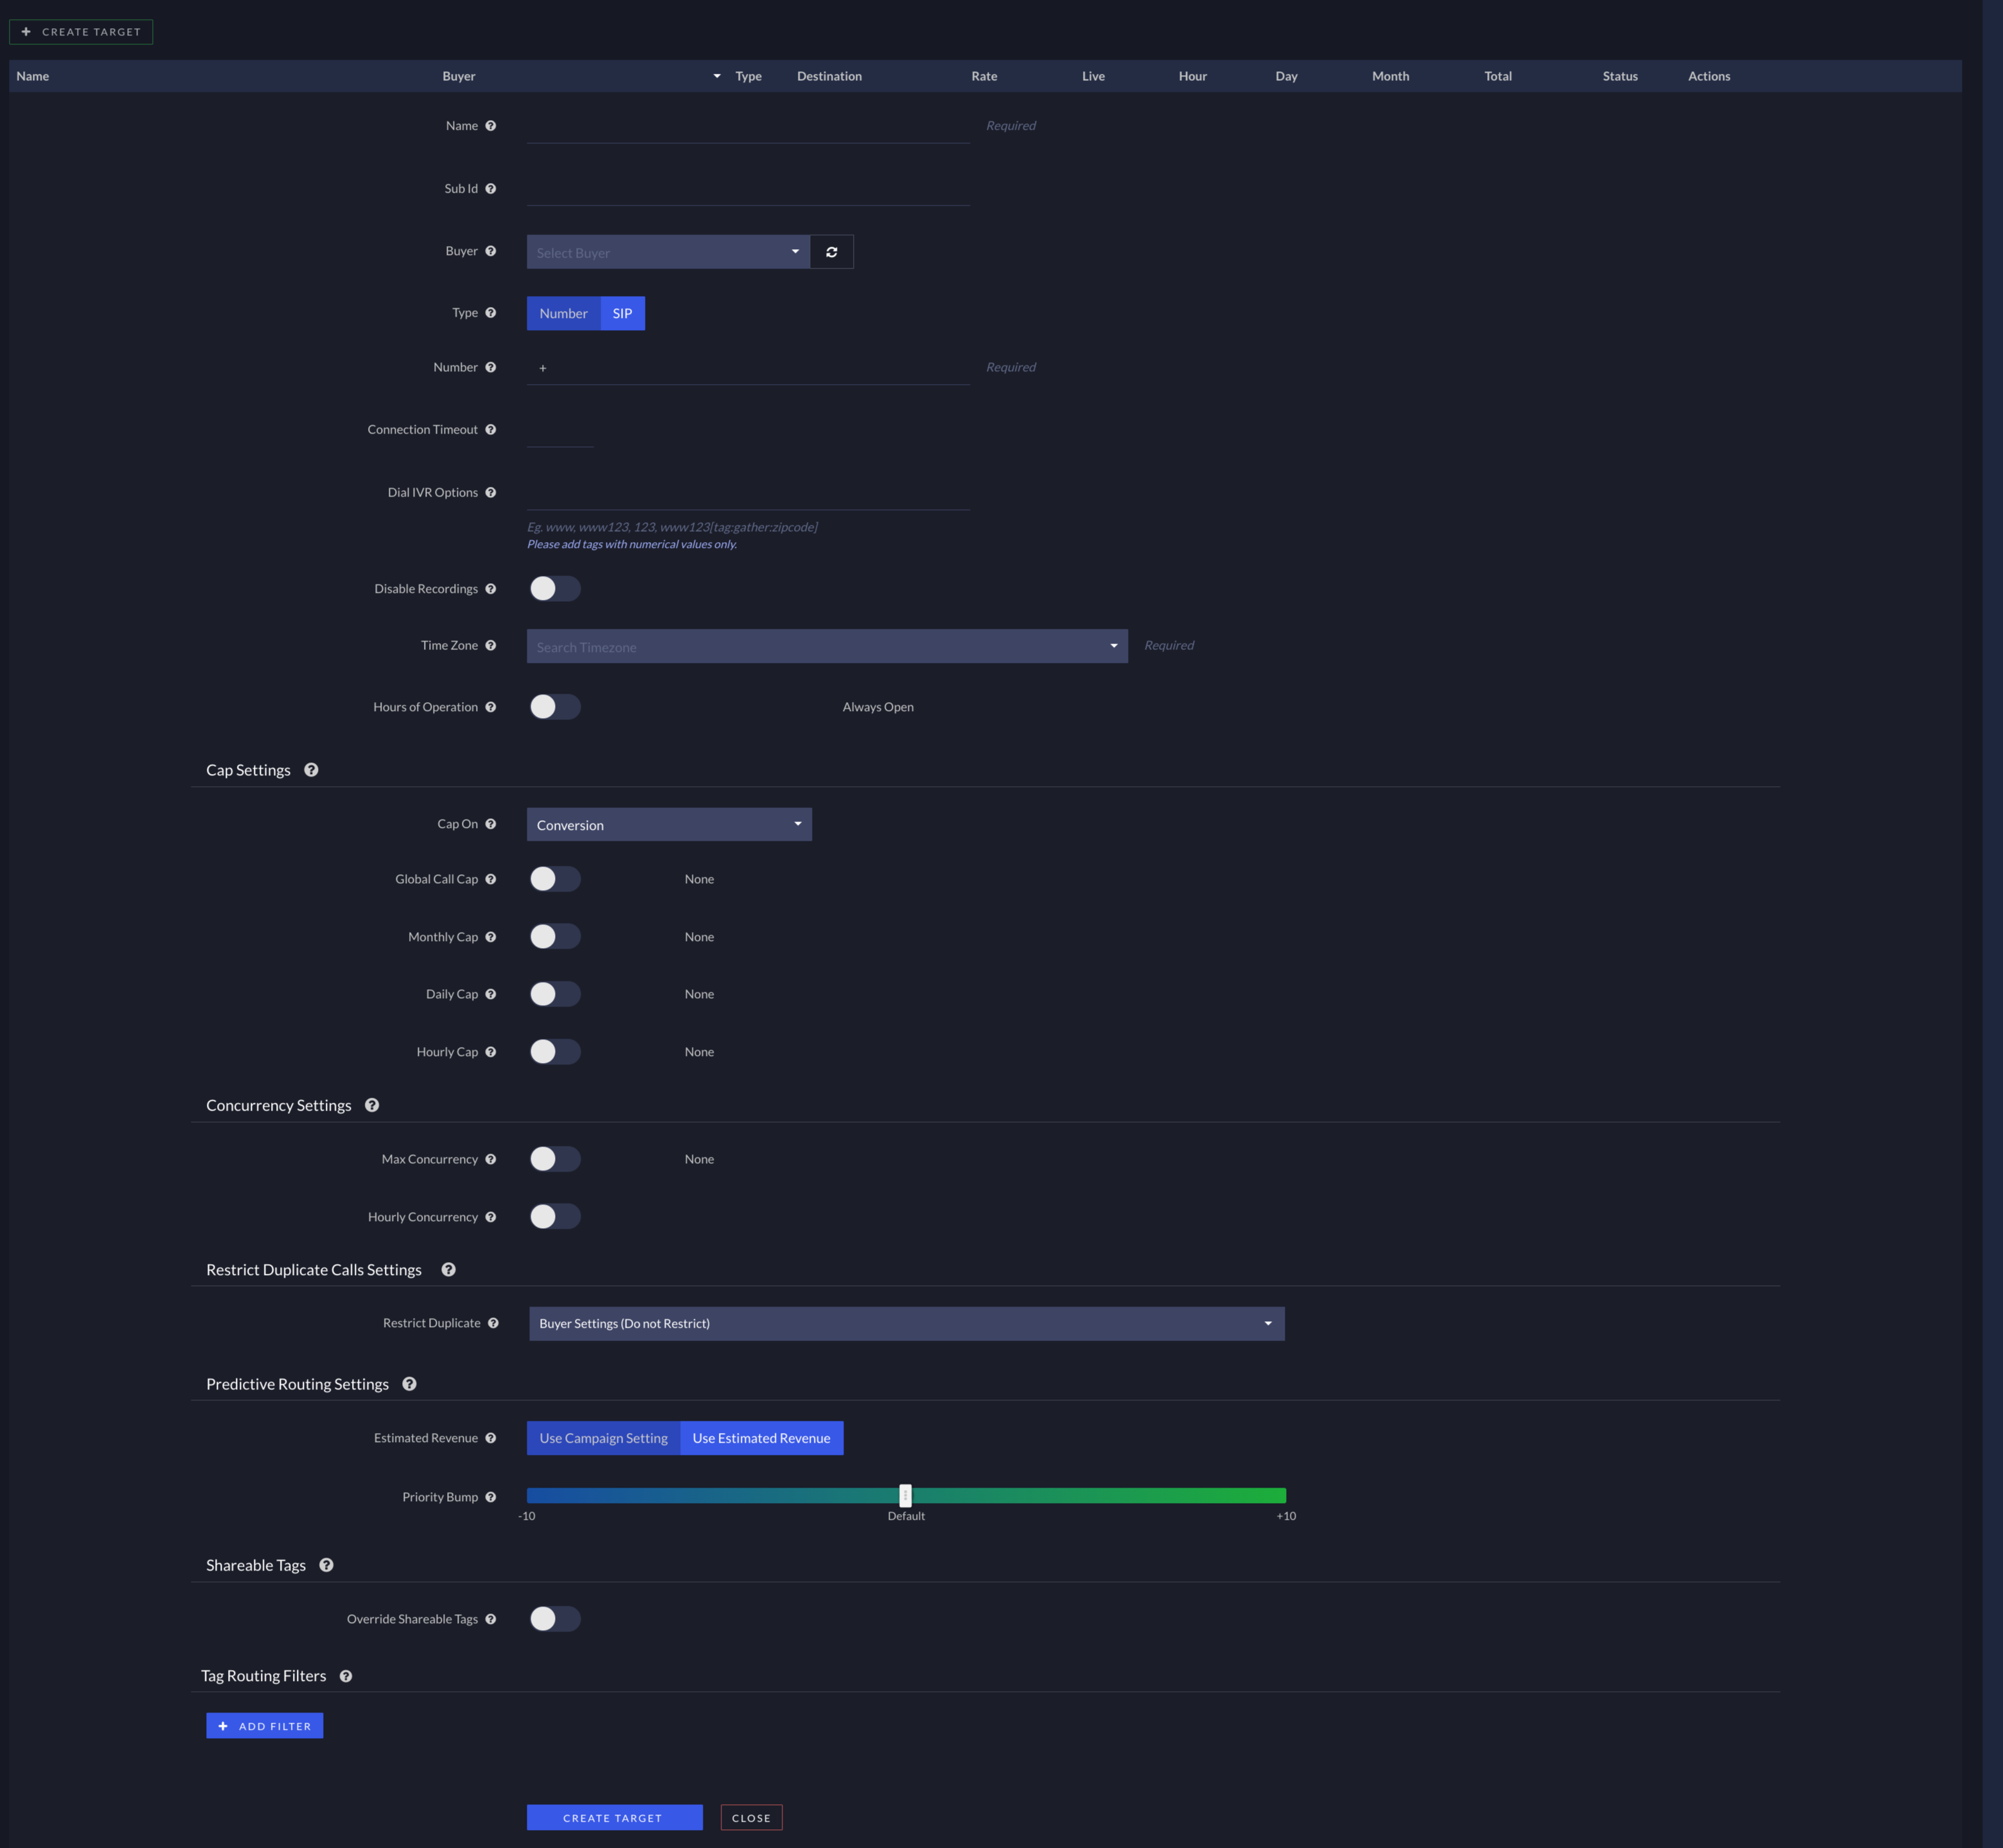 CREATE TARGET
Name Buyer Type Destination Rate Live Hour Day Month Total Status Actions
Name Required
Sub Id
Buyer Select Buyer
Type Number SIP
Number + Required
Connection Timeout
Dial IVR Options
Eg. www, www123, 123, www123[tag:gather:zipcode]
Please add tags with numerical values only.
Disable Recordings
Time Zone Search Timezone Required
Hours of Operation Always Open
Cap Settings
Cap On Conversion
Global Call Cap None
Monthly Cap None
Daily Cap None
Hourly Cap None
Concurrency Settings
Max Concurrency None
Hourly Concurrency
Restrict Duplicate Calls Settings
Restrict Duplicate Buyer Settings (Do not Restrict)
Predictive Routing Settings
Estimated Revenue Use Campaign Setting Use Estimated Revenue
Priority Bump
-10 Default +10
Shareable Tags
Override Shareable Tags
Tag Routing Filters
+ ADD FILTER
CREATE TARGET CLOSE